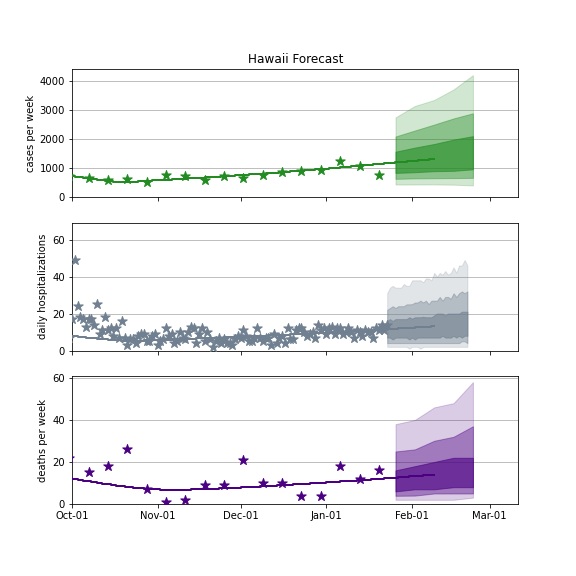 Hawaii Forecast
cases per week
4000
3000
2000
1000
0
daily hospitalizations
60
40
20
0
deaths per week
60
40
20
0
Oct-01 Nov-01 Dec-01 Jan-01 Feb-01 Mar-01